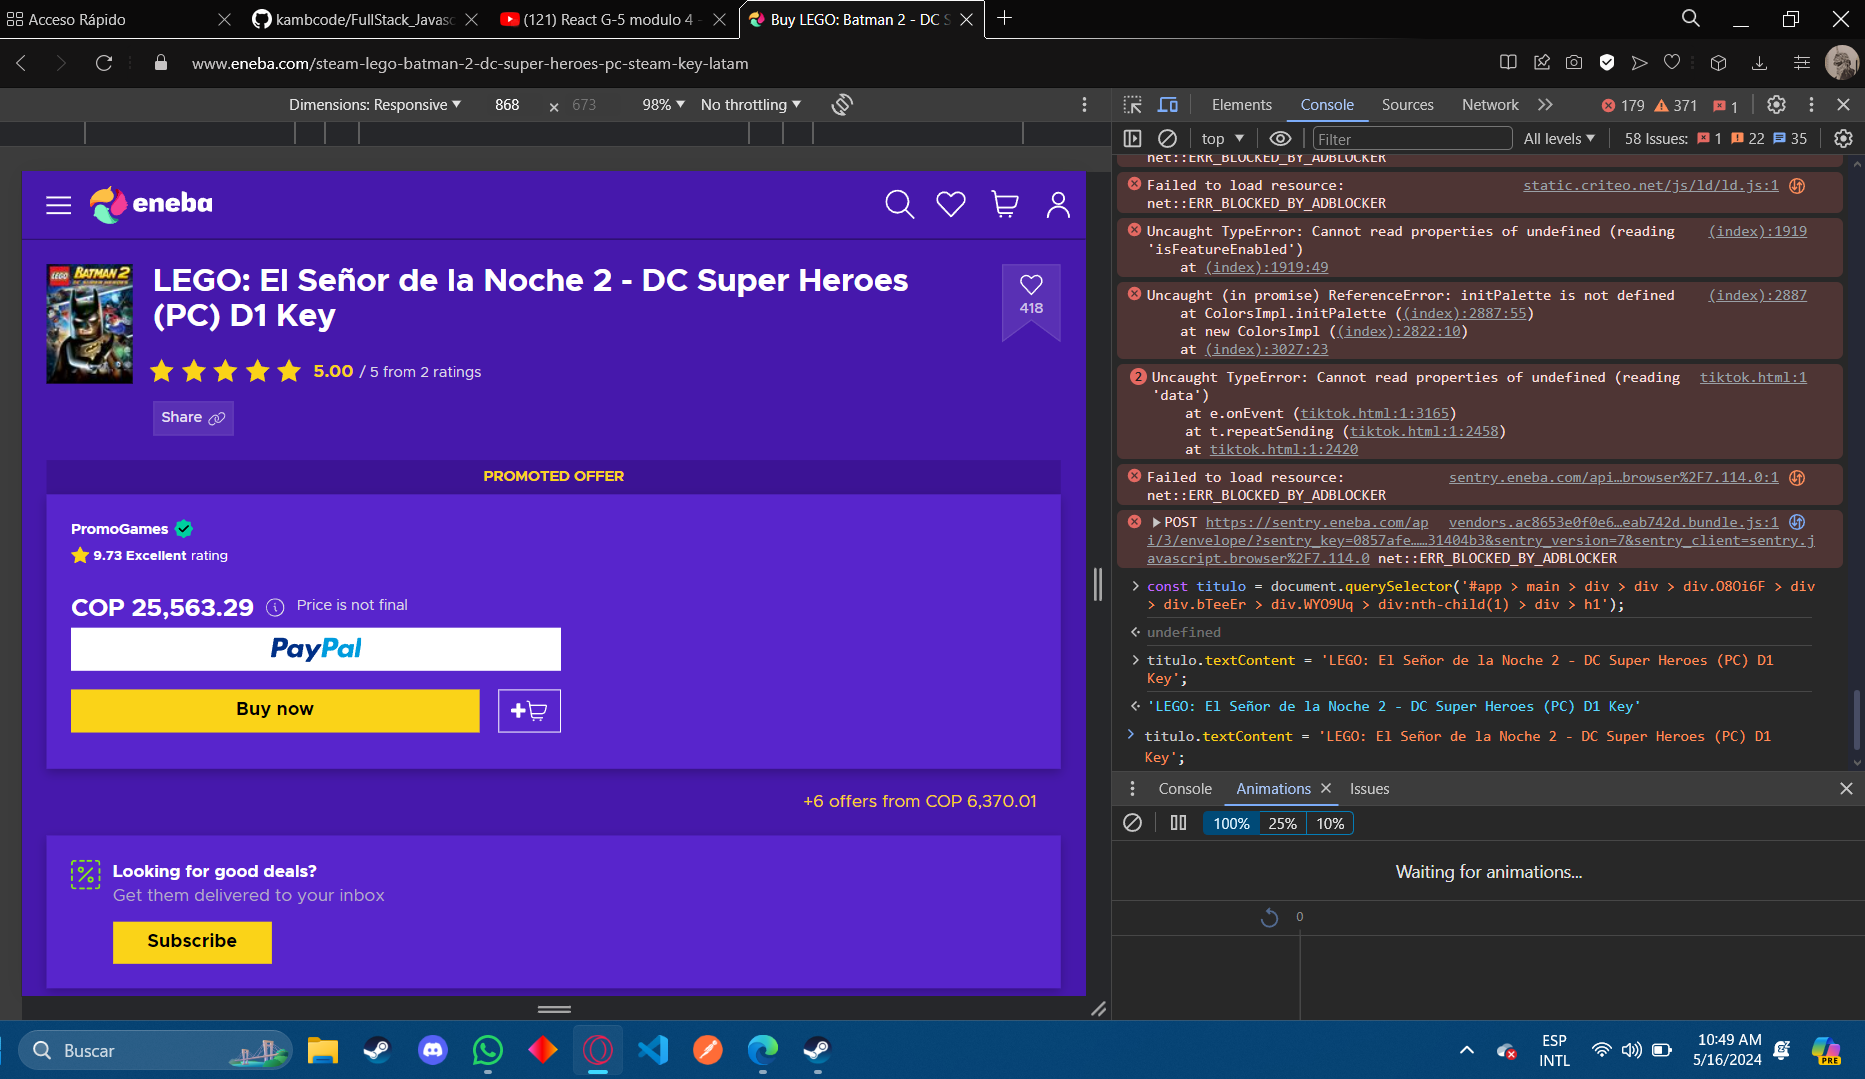 Acceso Rápido
kambcode/FullStack_Javasc
(121) React G-5 modulo 4 -
Buy LEGO: Batman 2 - DC S
www.eneba.com/steam-lego-batman-2-dc-super-heroes-pc-steam-key-latam
Dimensions: Responsive 868 × 673 98% No throttling
eneba
LEGO BATMAN 2
LEGO: El Señor de la Noche 2 - DC Super Heroes
(PC) D1 Key
418
5.00 / 5 from 2 ratings
Share
PROMOTED OFFER
PromoGames
9.73 Excellent rating
COP 25,563.29 Price is not final
PayPal
Buy now
+6 offers from COP 6,370.01
Looking for good deals?
Get them delivered to your inbox
Subscribe
Elements Console Sources Network 179 371 1
top Filter All levels 58 Issues: 1 22 35
net::ERR_BLOCKED_BY_ADBLOCKER
Failed to load resource: static.criteo.net/js/ld/ld.js:1
net::ERR_BLOCKED_BY_ADBLOCKER
Uncaught TypeError: Cannot read properties of undefined (reading (index):1919
'isFeatureEnabled')
at (index):1919:49
Uncaught (in promise) ReferenceError: initPalette is not defined (index):2887
at ColorsImpl.initPalette ((index):2887:55)
at new ColorsImpl ((index):2822:10)
at (index):3027:23
2 Uncaught TypeError: Cannot read properties of undefined (reading tiktok.html:1
'data')
at e.onEvent (tiktok.html:1:3165)
at t.repeatSending (tiktok.html:1:2458)
at tiktok.html:1:2420
Failed to load resource: sentry.eneba.com/api…browser%2F7.114.0:1
net::ERR_BLOCKED_BY_ADBLOCKER
POST https://sentry.eneba.com/ap vendors.ac8653e0f0e6…eab742d.bundle.js:1
i/3/envelope/?sentry_key=0857afe……31404b3&sentry_version=7&sentry_client=sentry.j
avascript.browser%2F7.114.0 net::ERR_BLOCKED_BY_ADBLOCKER
const titulo = document.querySelector('#app > main > div > div > div.O8Oi6F > div
> div.bTeeEr > div.WYO9Uq > div:nth-child(1) > div > h1');
undefined
titulo.textContent = 'LEGO: El Señor de la Noche 2 - DC Super Heroes (PC) D1
Key';
'LEGO: El Señor de la Noche 2 - DC Super Heroes (PC) D1 Key'
titulo.textContent = 'LEGO: El Señor de la Noche 2 - DC Super Heroes (PC) D1
Key';
Console Animations Issues
100% 25% 10%
Waiting for animations...
0
Buscar
PRE
ESP
INTL
10:49 AM
5/16/2024